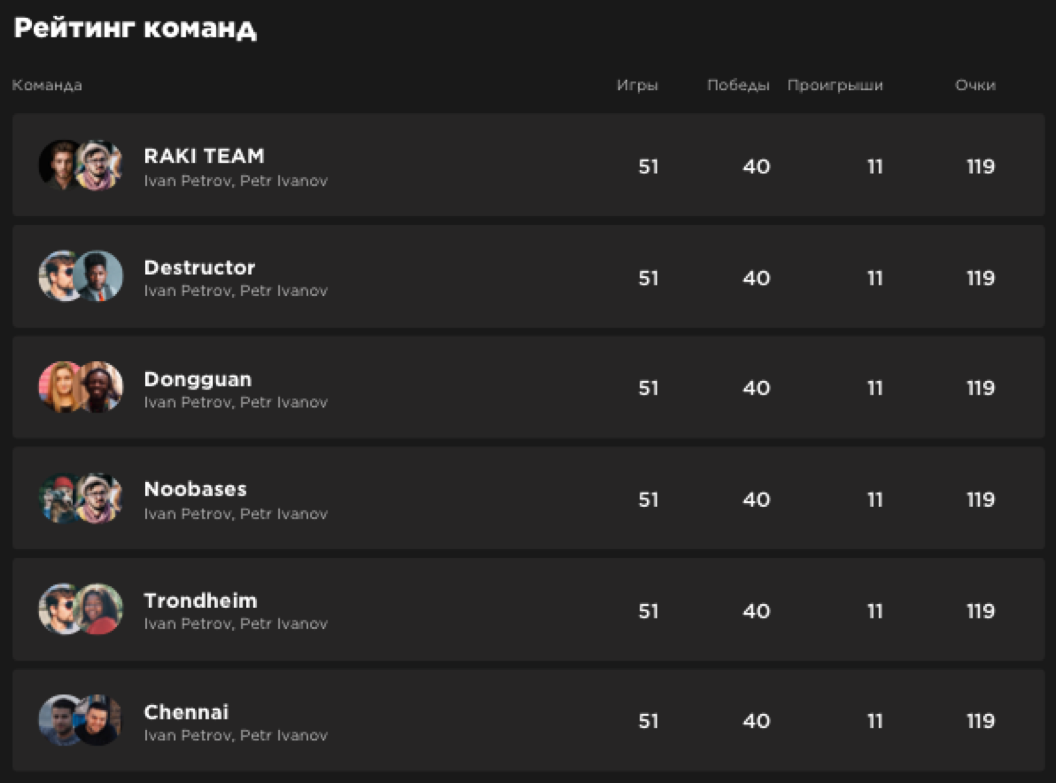 Рейтинг команд
Команда Игры Победы Проигрыши Очки
RAKI TEAM 51 40 11 119
Ivan Petrov, Petr Ivanov
Destructor 51 40 11 119
Ivan Petrov, Petr Ivanov
Dongguan 51 40 11 119
Ivan Petrov, Petr Ivanov
Noobases 51 40 11 119
Ivan Petrov, Petr Ivanov
Trondheim 51 40 11 119
Ivan Petrov, Petr Ivanov
Chennai 51 40 11 119
Ivan Petrov, Petr Ivanov